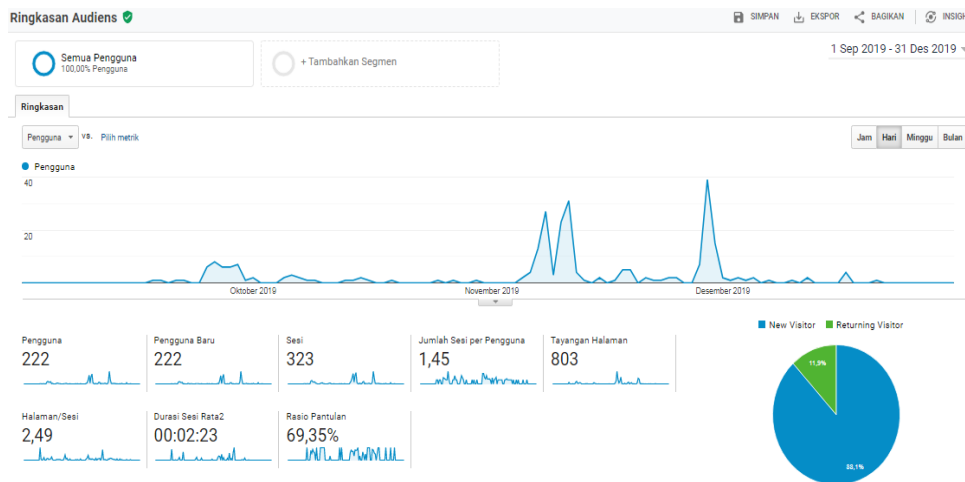 Ringkasan Audiens
SIMPAN EKSPOR BAGIKAN INSIGH
Semua Pengguna
100,00% Pengguna
+ Tambahkan Segmen
1 Sep 2019 - 31 Des 2019
Ringkasan
Pengguna VS. Pilih metrik
Jam Hari Minggu Bulan
Pengguna
40
20
Oktober 2019 November 2019 Desember 2019
New Visitor Returning Visitor
Pengguna
222
Pengguna Baru
222
Sesi
323
Jumlah Sesi per Pengguna
1,45
Tayangan Halaman
803
Halaman/Sesi
2,49
Durasi Sesi Rata2
00:02:23
Rasio Pantulan
69,35%
11,9%
88,1%